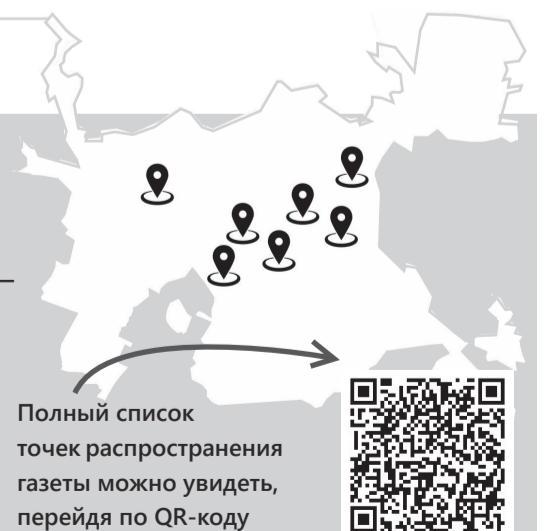 Полный список
точек распространения
газеты можно увидеть,
перейдя по QR-коду